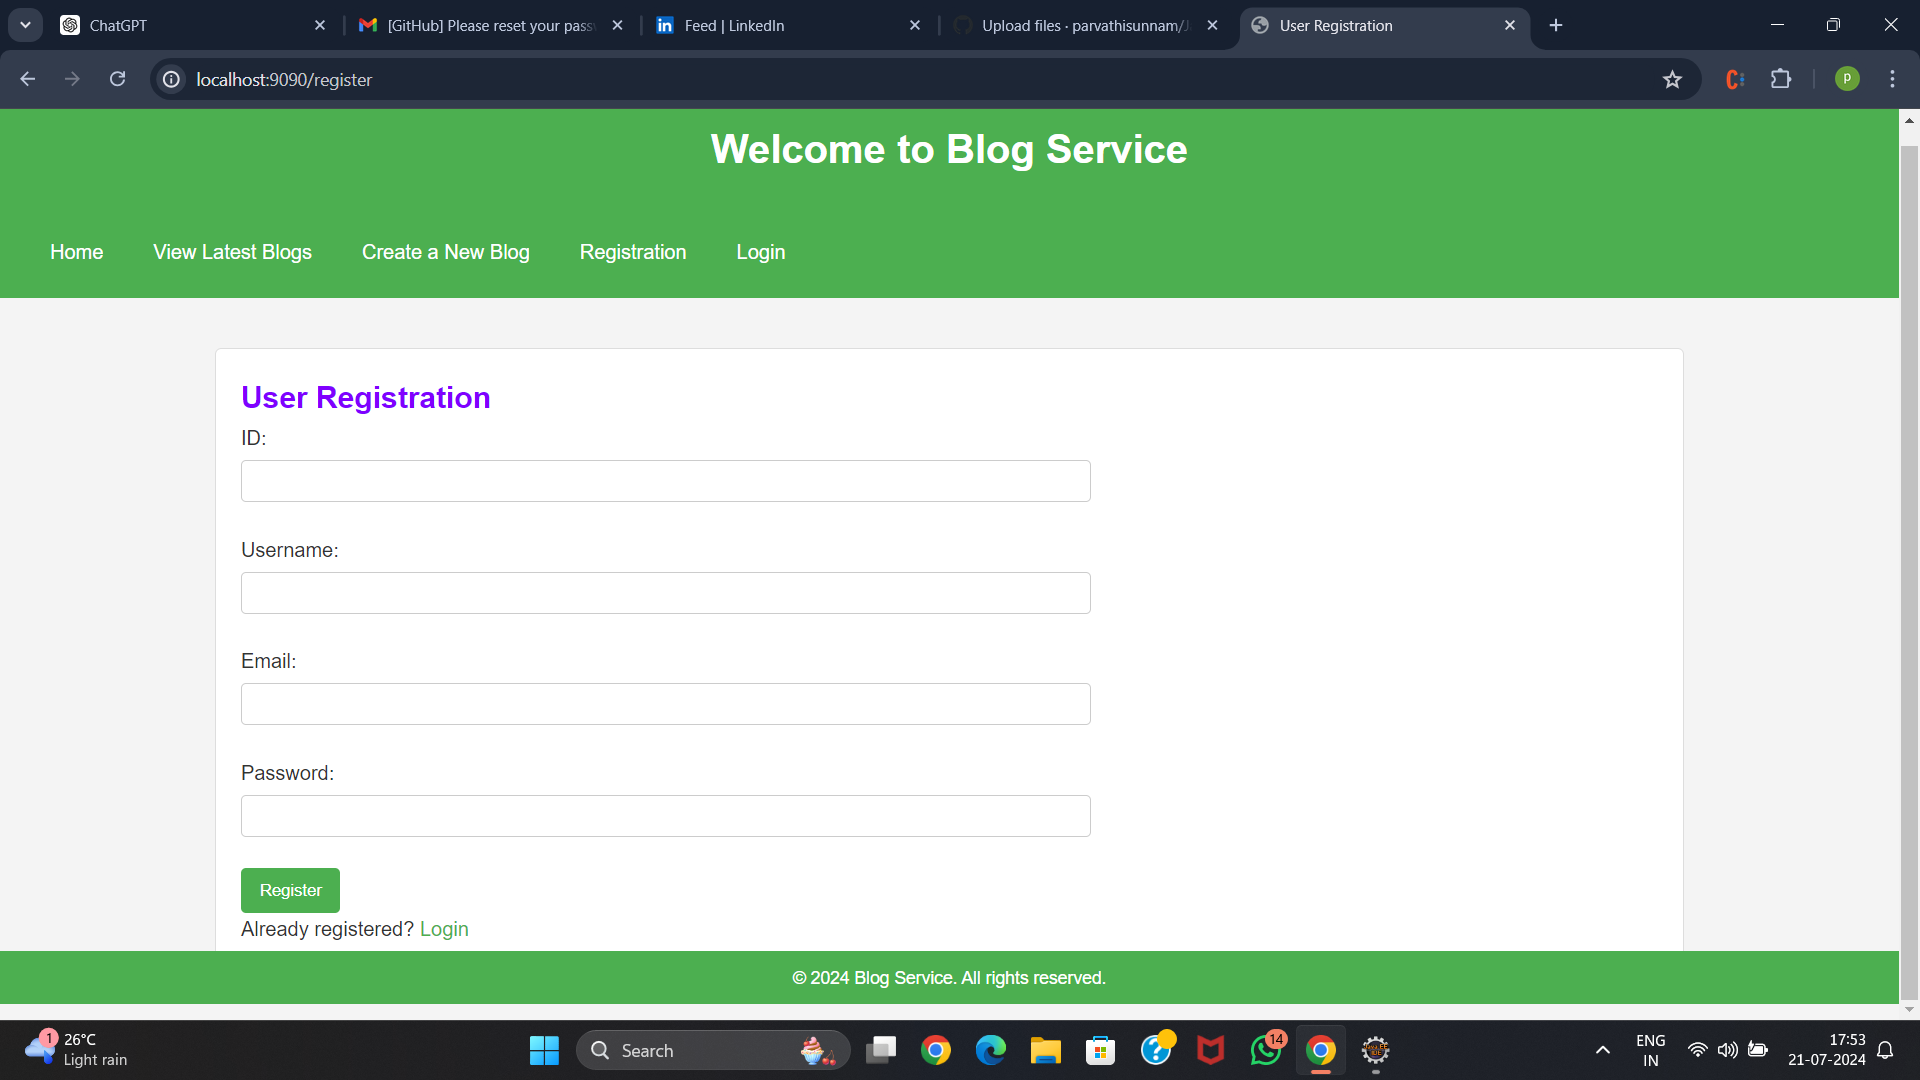 ChatGPT
[GitHub] Please reset your passw
Feed | LinkedIn
Upload files · parvathisunnam/J
User Registration
localhost:9090/register
P
Welcome to Blog Service
Home
View Latest Blogs
Create a New Blog
Registration
Login
User Registration
ID:
Username:
Email:
Password:
Register
Already registered? Login
© 2024 Blog Service. All rights reserved.
1
26°C
Light rain
Search
14
ENG
IN
17:53
21-07-2024